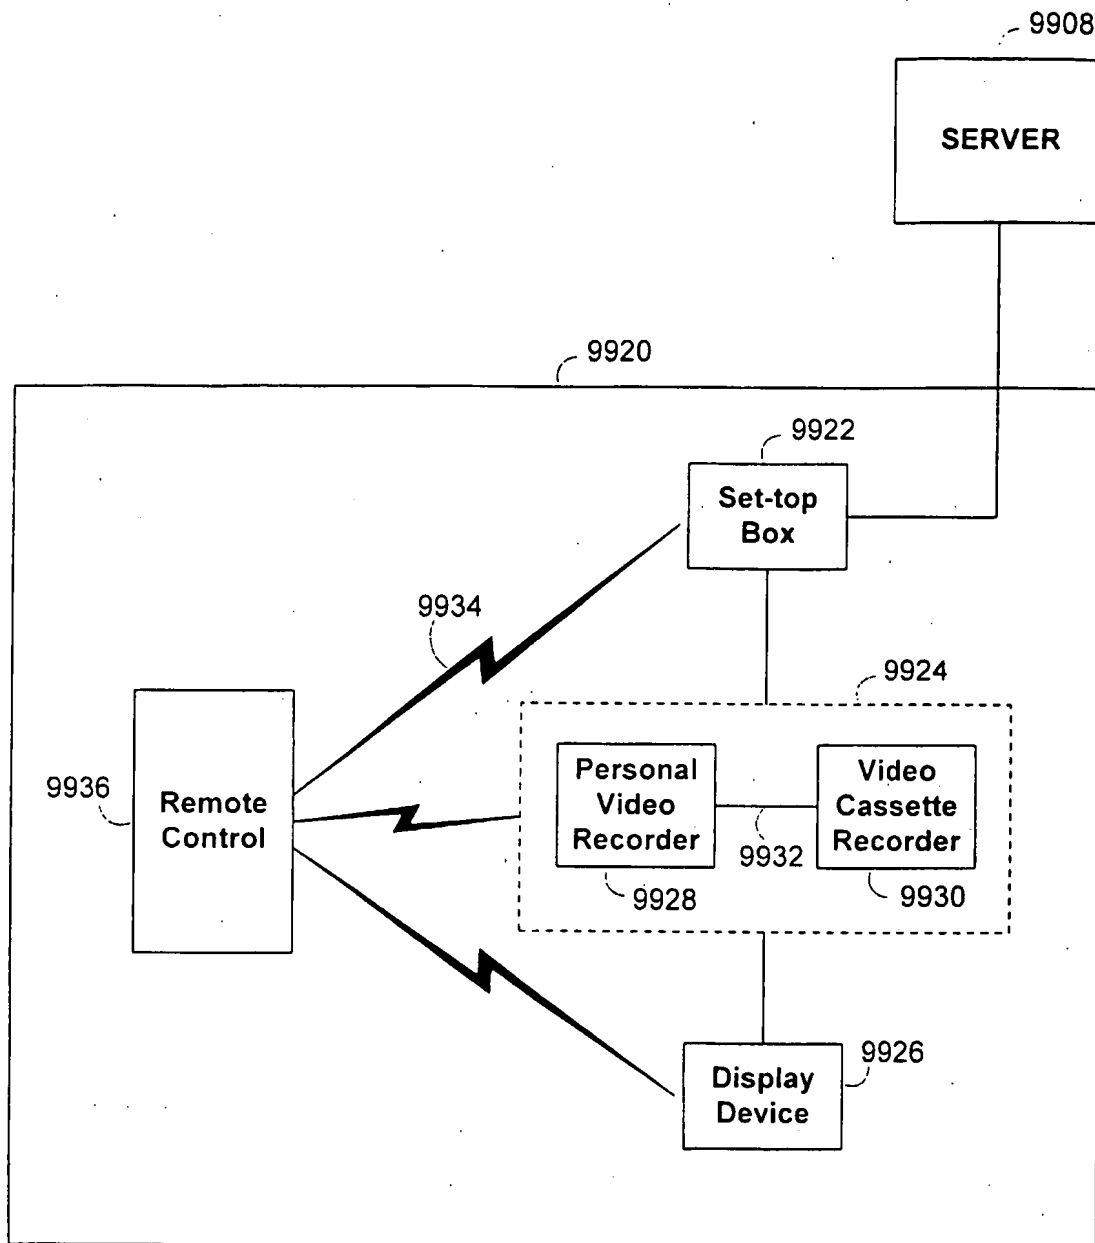 9908
SERVER
9920
9922
Set-top
Box
9934
9924
9936
Remote
Control
Personal
Video
Recorder
9932
Video
Cassette
Recorder
9928
9930
9926
Display
Device